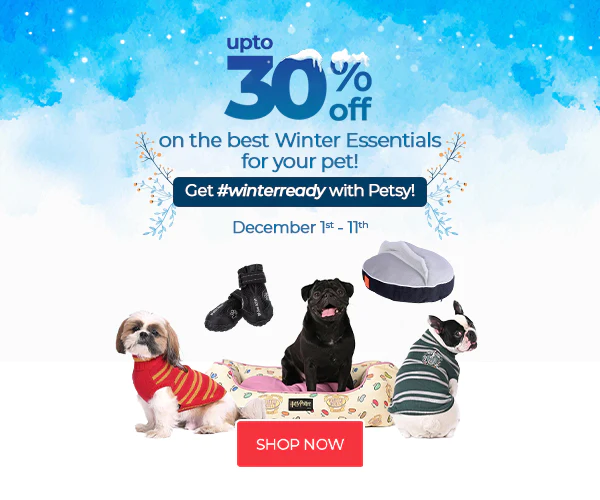 upto
30%
off
on the best Winter Essentials
for your pet!
Get #winterready with Petsy!
December 1st - 11th
SHOP NOW